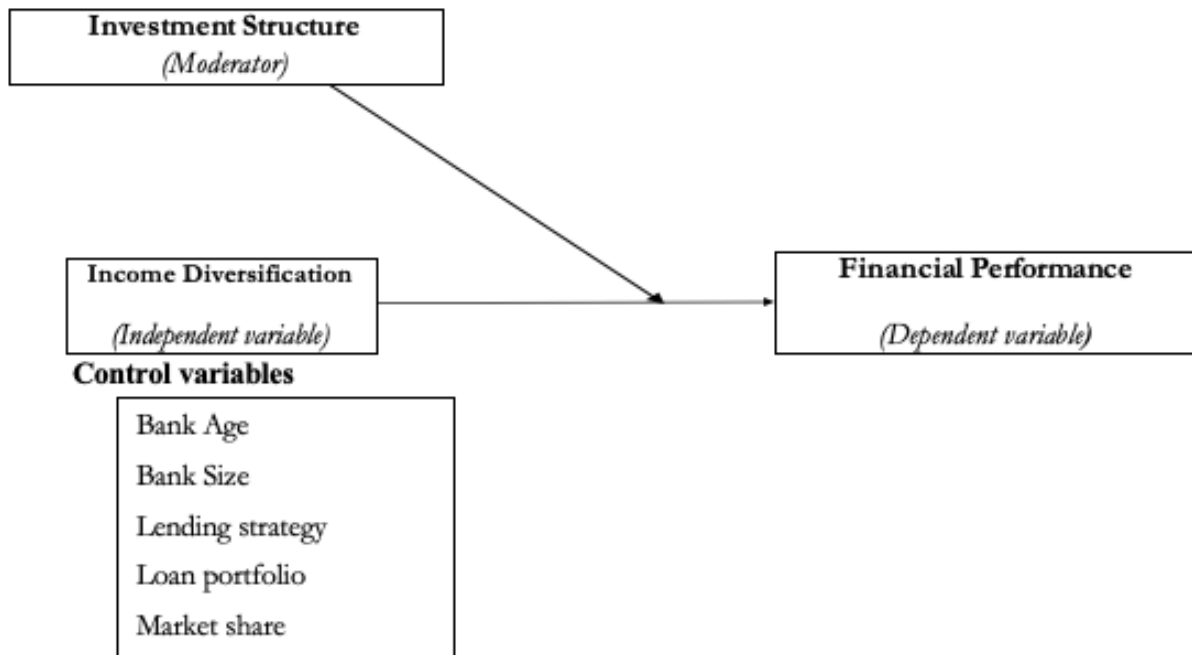 Investment Structure
(Moderator)
Income Diversification
(Independent variable)
Financial Performance
(Dependent variable)
Control variables
Bank Age
Bank Size
Lending strategy
Loan portfolio
Market share